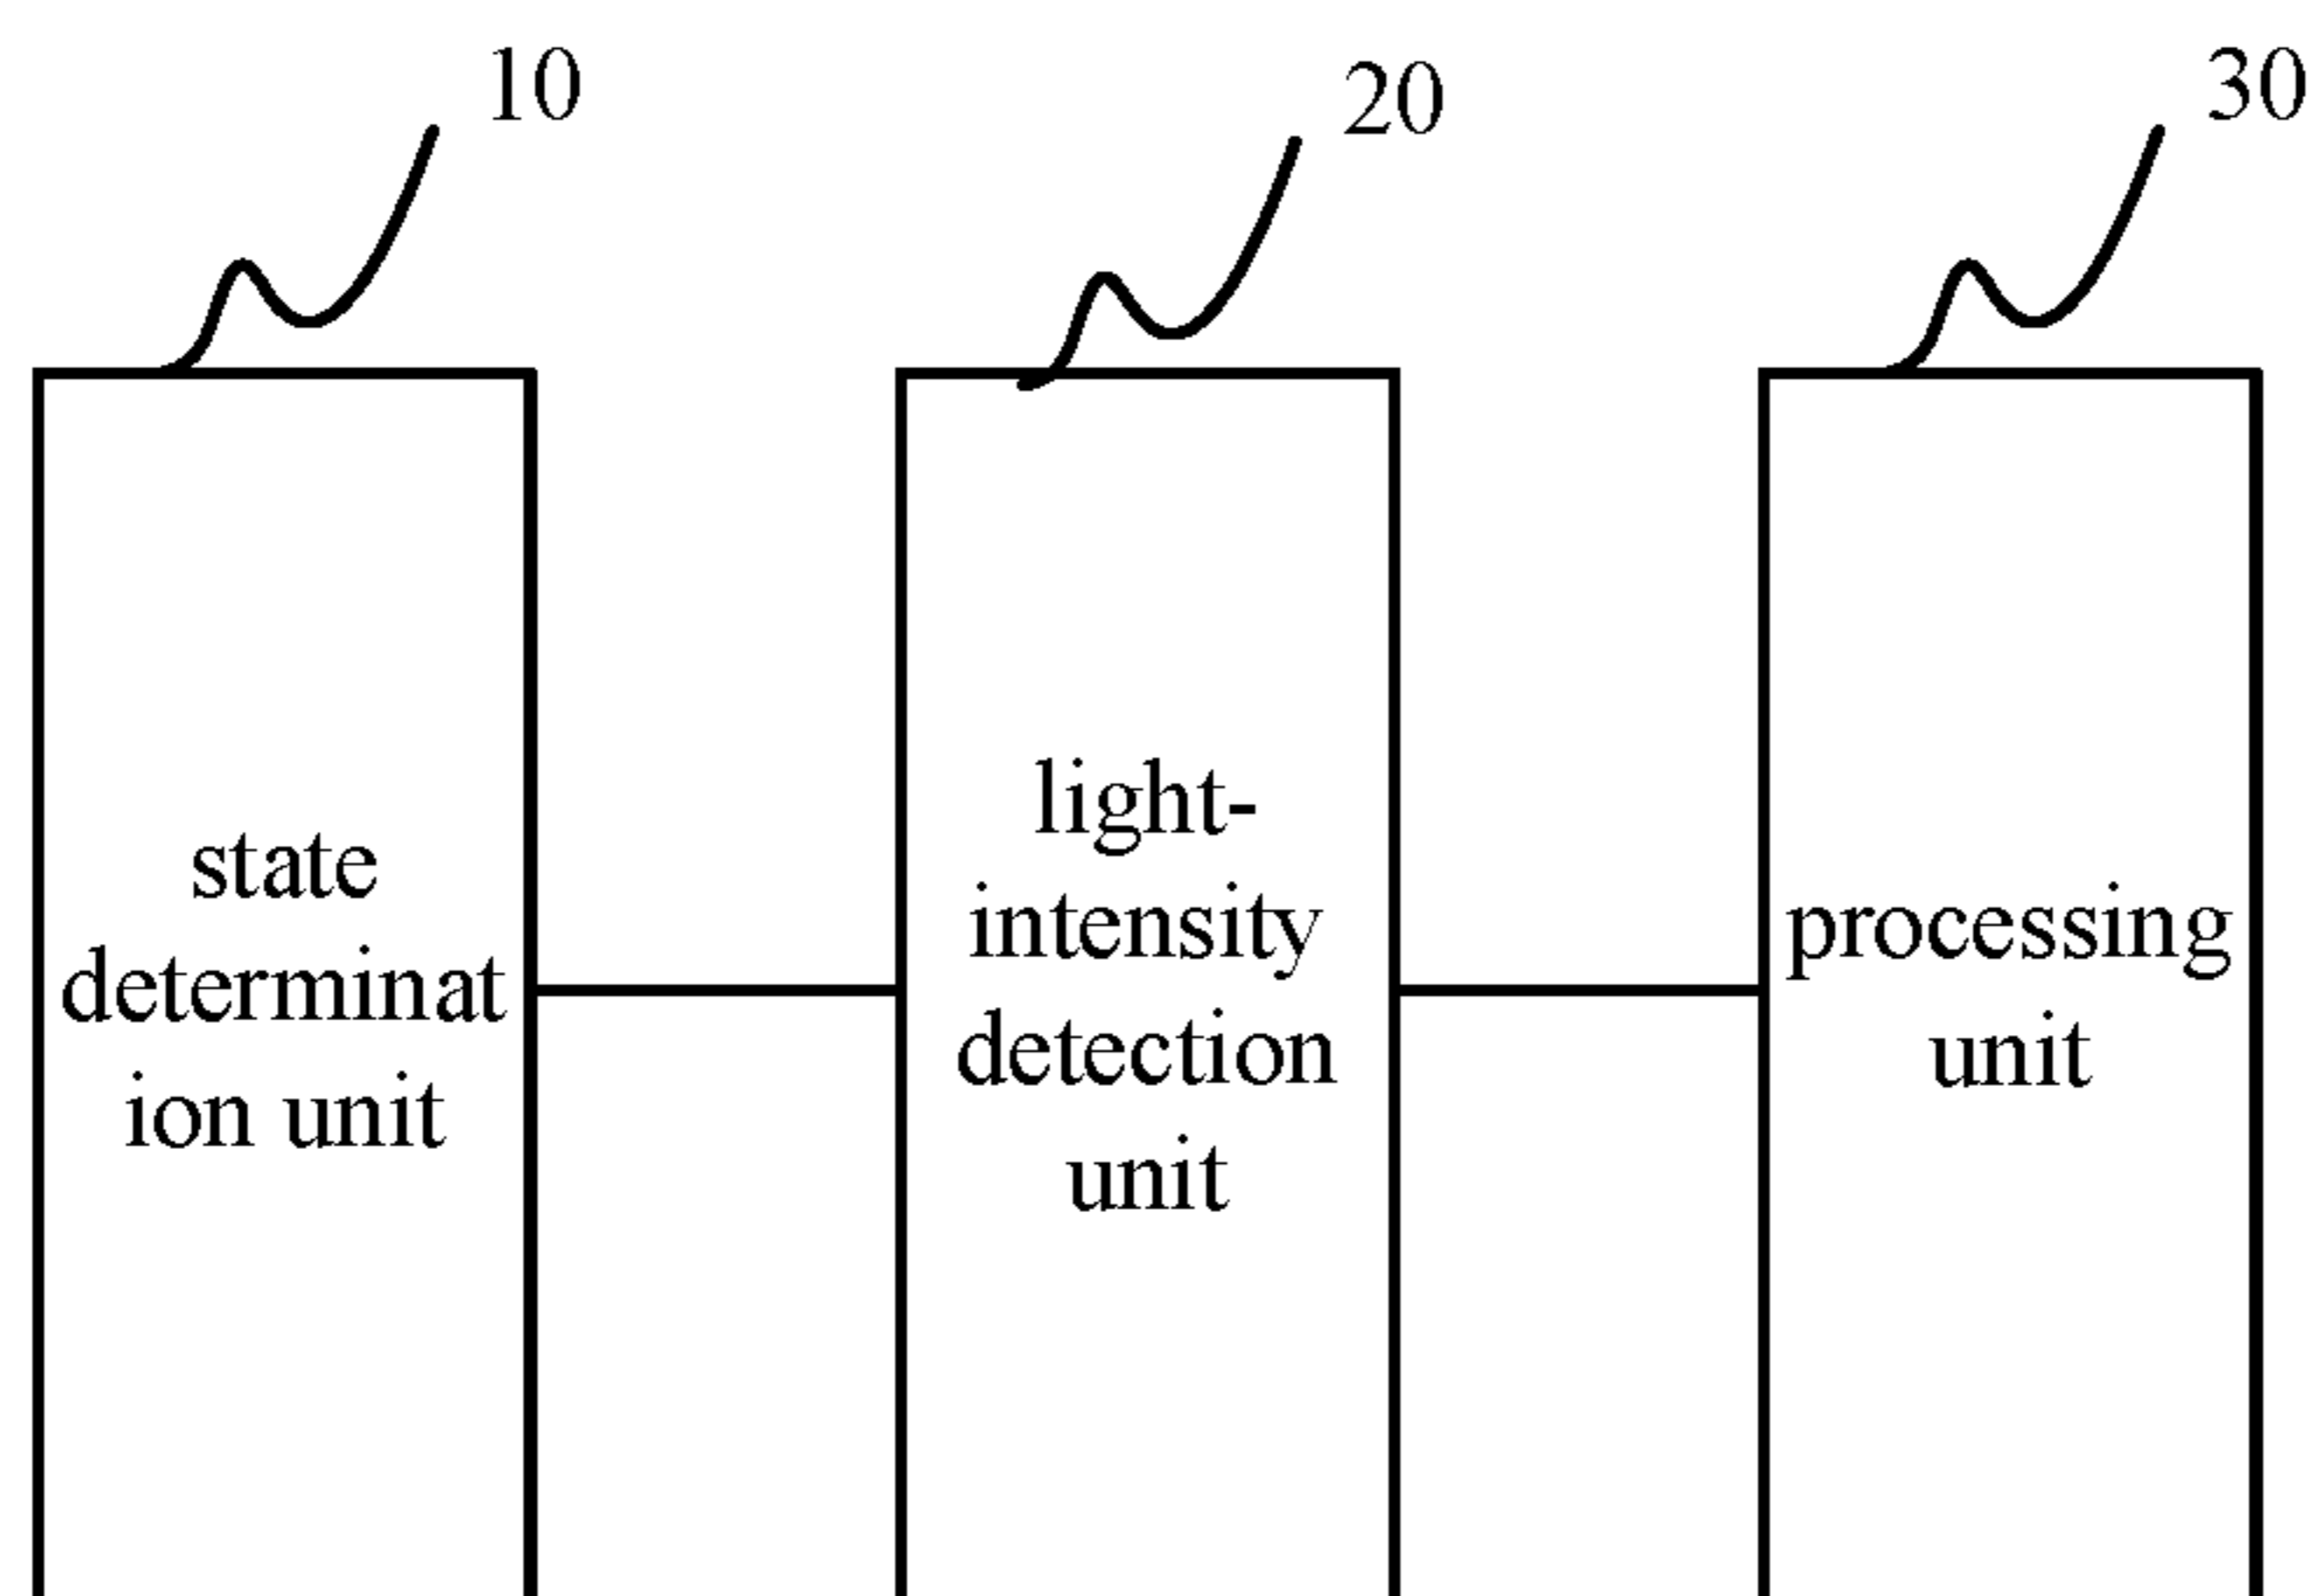 10
20
30
state
determinat
ion unit
light-
intensity
detection
unit
processing
unit